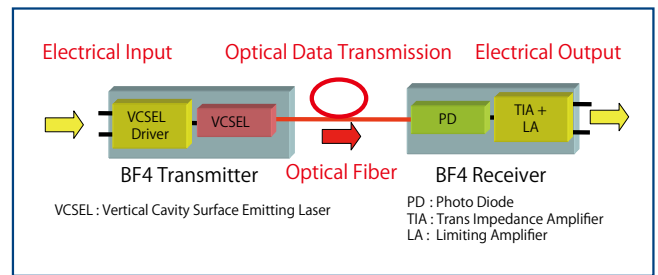 Electrical Input
Optical Data Transmission
Electrical Output
VCSEL
Driver
VCSEL
PD
TIA +
LA
BF4 Transmitter
Optical Fiber
BF4 Receiver
VCSEL : Vertical Cavity Surface Emitting Laser
PD : Photo Diode
TIA : Trans Impedance Amplifier
LA : Limiting Amplifier